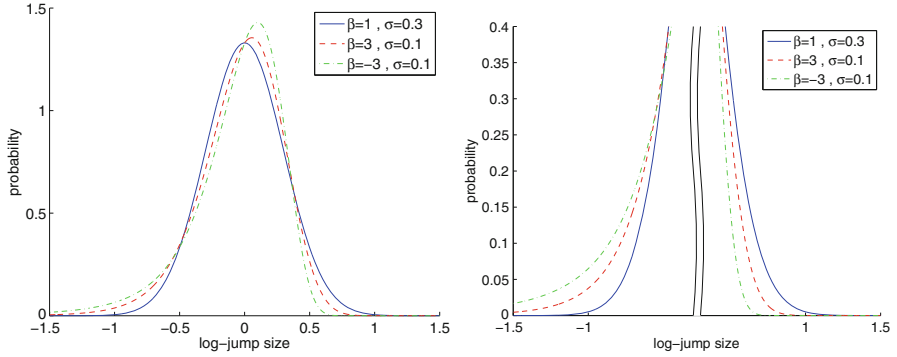 1.5
1
0.5
0
probability
−1.5 −1 −0.5 0 0.5 1 1.5
log−jump size
β=1 , σ=0.3
β=3 , σ=0.1
β=−3 , σ=0.1
0.4
0.35
0.3
0.25
0.2
0.15
0.1
0.05
0
probability
−1.5 −1 1 1.5
log−jump size
β=1 , σ=0.3
β=3 , σ=0.1
β=−3 , σ=0.1